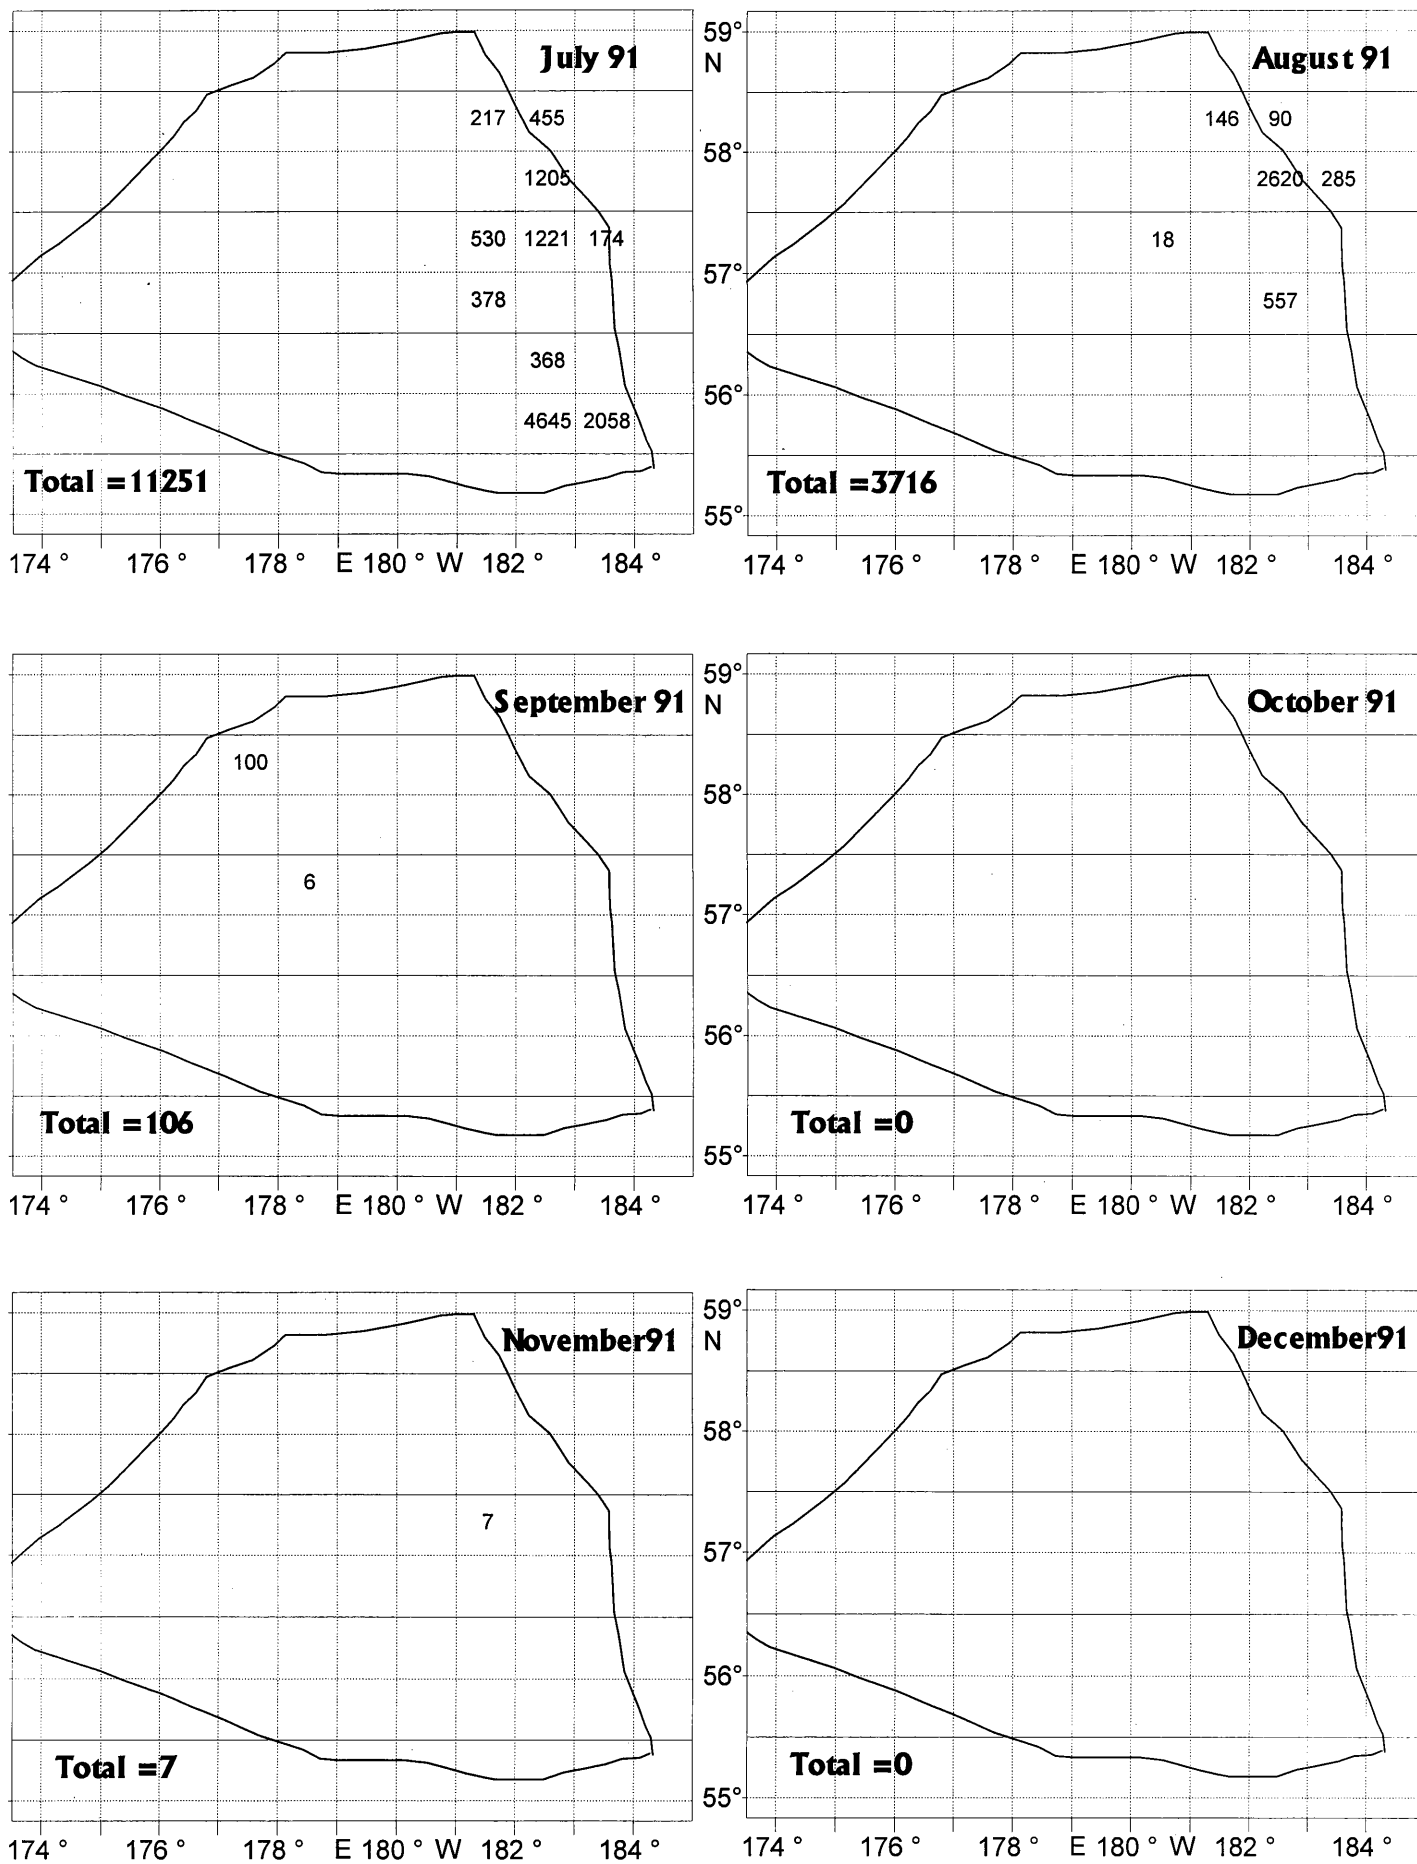 July 91
217 455
1205
530 1221 174
378
368
4645 2058
Total =11251
174 ° 176 ° 178 ° E 180 ° W 182 ° 184 °
59°
N
58°
57°
56°
55°
August 91
146 90
2620 285
18
557
Total =3716
174 ° 176 ° 178 ° E 180 ° W 182 ° 184 °
September 91
100
6
Total =106
174 ° 176 ° 178 ° E 180 ° W 182 ° 184 °
59°
N
58°
57°
56°
55°
October 91
Total =0
174 ° 176 ° 178 ° E 180 ° W 182 ° 184 °
November91
7
Total =7
174 ° 176 ° 178 ° E 180 ° W 182 ° 184 °
59°
N
58°
57°
56°
55°
December91
Total =0
174 ° 176 ° 178 ° E 180 ° W 182 ° 184 °